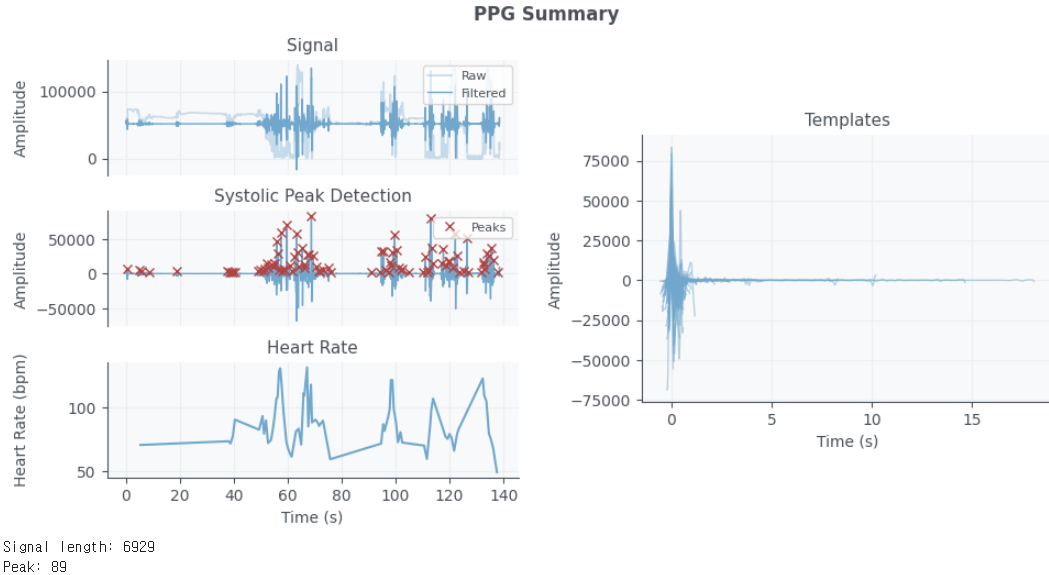 PPG Summary
Signal
Amplitude
100000
0
Raw
Filtered
Systolic Peak Detection
Amplitude
50000
0
−50000
Peaks
Heart Rate
Heart Rate (bpm)
100
50
0 20 40 60 80 100 120 140
Time (s)
Templates
Amplitude
75000
50000
25000
0
−25000
−50000
−75000
0 5 10 15
Time (s)
Signal length: 6929
Peak: 89